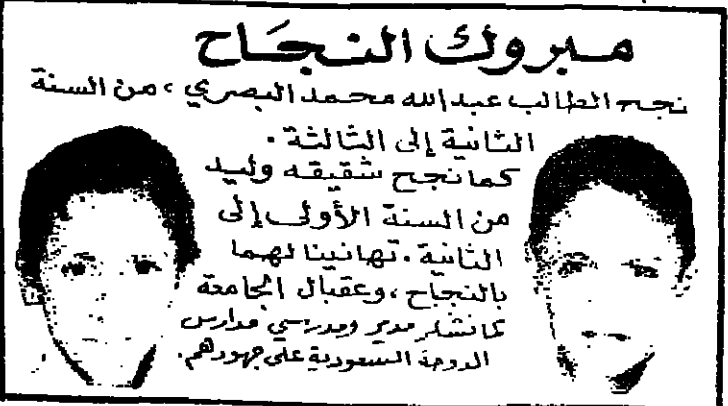 مبروك النجاح
نجح الطالب عبدالله محمد البصري، من السنة
الثانية إلى الثالثة.
كما نجح شقيقه وليد
من السنة الأولى إلى
الثانية. تهانينا لهما
بالنجاح، وعقبال الجامعة
كما نشكر مدير ومدرسي مدارس
الدوحة السعودية على جهودهم.